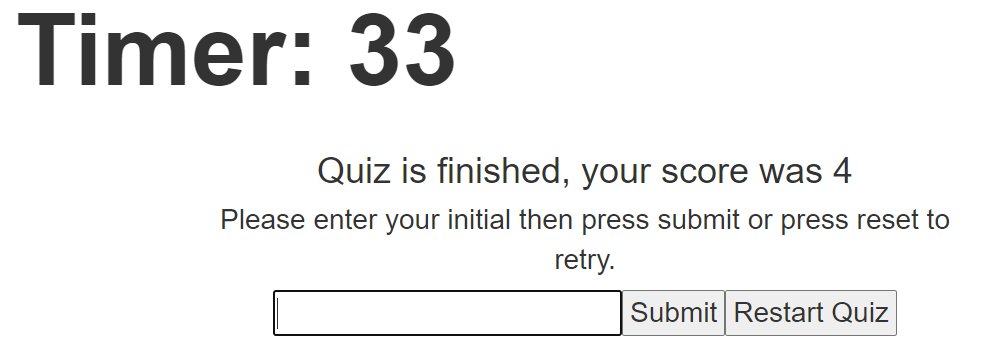 Timer: 33
Quiz is finished, your score was 4
Please enter your initial then press submit or press reset to
retry.
Submit Restart Quiz